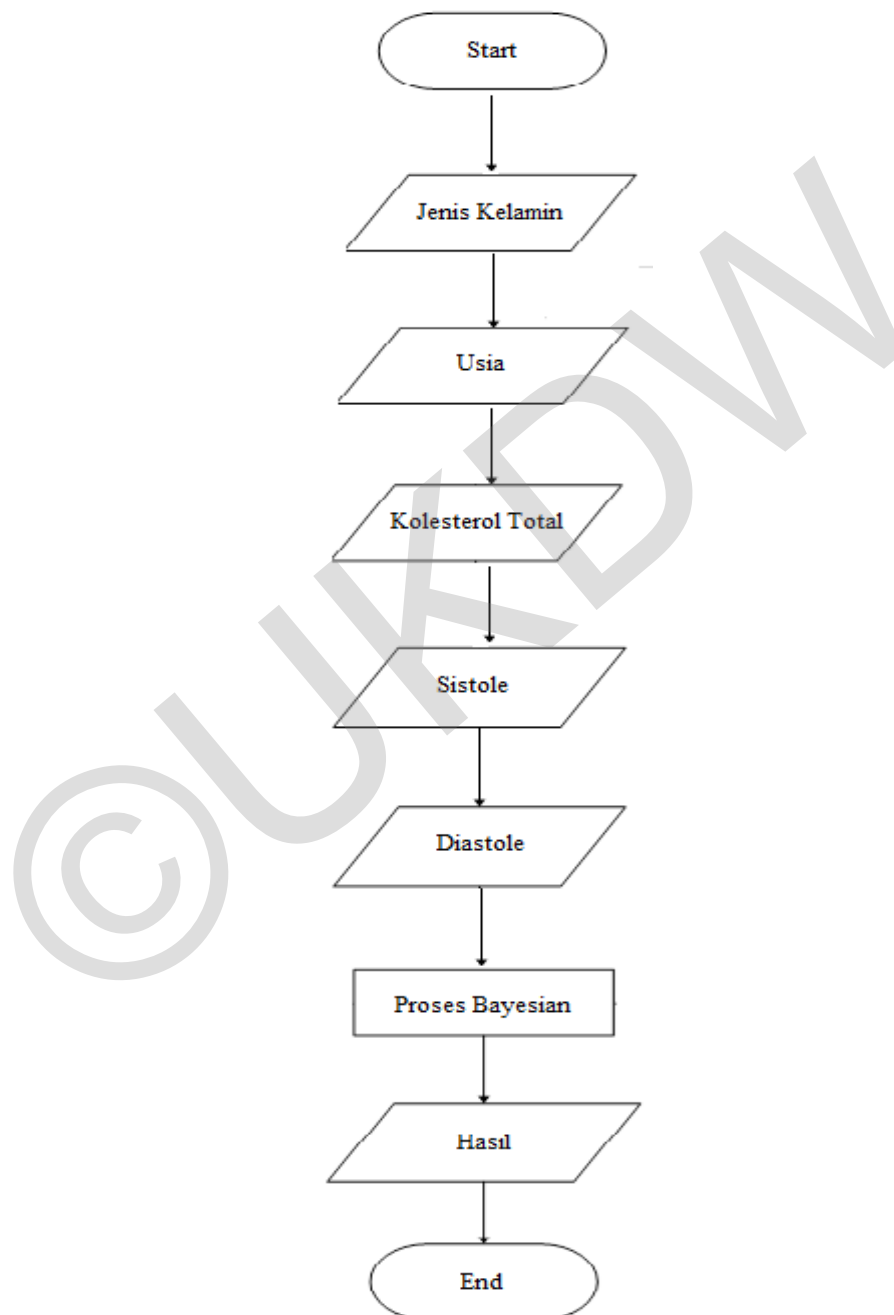 Start
Jenis Kelamin
Usia
Kolesterol Total
Sistole
Diastole
Proses Bayesian
Hasil
End
©UKDW